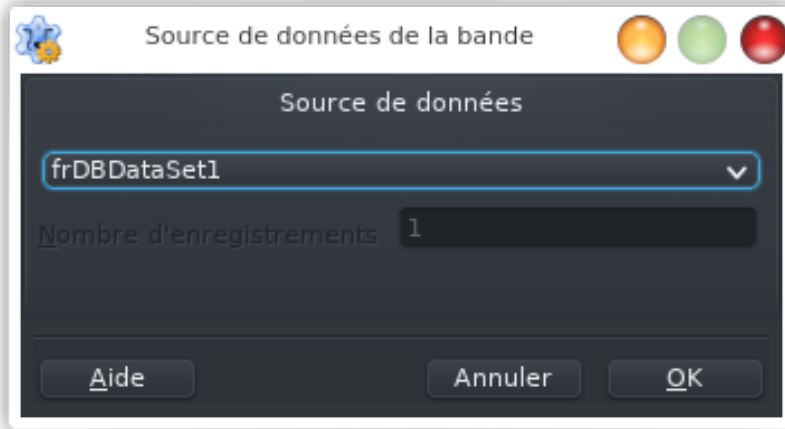 Source de données de la bande
Source de données
frDBDataSet1
Nombre d'enregistrements 1
Aide Annuler OK